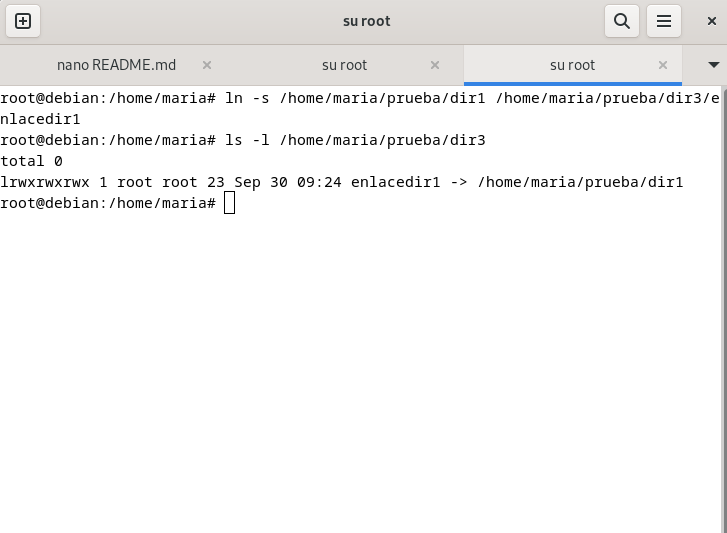 su root
nano README.md
su root
su root
root@debian:/home/maria# ln -s /home/maria/prueba/dir1 /home/maria/prueba/dir3/e
nlacedir1
root@debian:/home/maria# ls -l /home/maria/prueba/dir3
total 0
lrwxrwxrwx 1 root root 23 Sep 30 09:24 enlacedir1 -> /home/maria/prueba/dir1
root@debian:/home/maria#